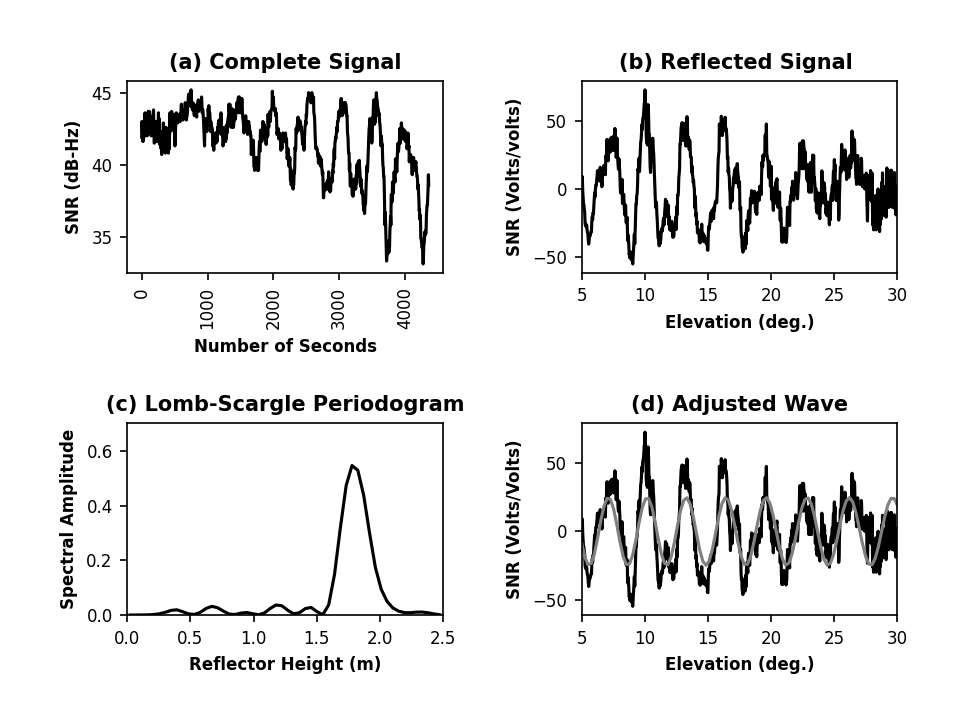 (a) Complete Signal
SNR (dB-Hz)
45
40
35
0
1000
2000
3000
4000
Number of Seconds
(b) Reflected Signal
SNR (Volts/volts)
50
0
−50
5 10 15 20 25 30
Elevation (deg.)
(c) Lomb-Scargle Periodogram
Spectral Amplitude
0.6
0.4
0.2
0.0
0.0 0.5 1.0 1.5 2.0 2.5
Reflector Height (m)
(d) Adjusted Wave
SNR (Volts/Volts)
50
0
−50
5 10 15 20 25 30
Elevation (deg.)